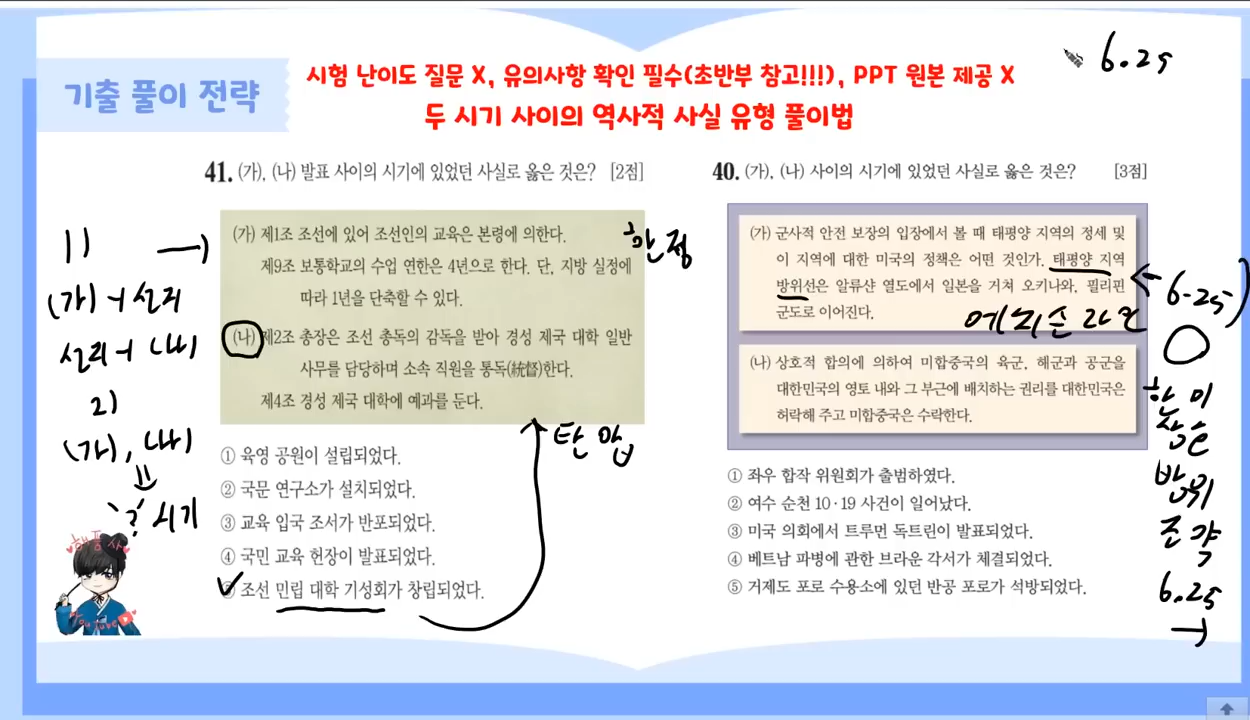 6.25
기출 풀이 전략
시험 난이도 질문 X, 유의사항 확인 필수(초반부 참고!!!), PPT 원본 제공 X
두 시기 사이의 역사적 사실 유형 풀이법
41. (가), (나) 발표 사이의 시기에 있었던 사실로 옳은 것은? [2점]
(가) 제1조 조선에 있어 조선인의 교육은 본령에 의한다.
제9조 보통학교의 수업 연한은 4년으로 한다. 단, 지방 실정에
따라 1년을 단축할 수 있다.
(나) 제2조 총장은 조선 총독의 감독을 받아 경성 제국 대학 일반
사무를 담당하며 소속 직원을 통독(統督)한다.
제4조 경성 제국 대학에 예과를 둔다.
한정
탄압
① 육영 공원이 설립되었다.
② 국문 연구소가 설치되었다.
③ 교육 입국 조서가 반포되었다.
④ 국민 교육 헌장이 발표되었다.
⑤ 조선 민립 대학 기성회가 창립되었다.
1)
(가) → 선지
선지 → (나)
2)
(가), (나)
? 시기
해품사
YouTube
40. (가), (나) 사이의 시기에 있었던 사실로 옳은 것은? [3점]
(가) 군사적 안전 보장의 입장에서 볼 때 태평양 지역의 정세 및
이 지역에 대한 미국의 정책은 어떤 것인가. 태평양 지역
방위선은 알류산 열도에서 일본을 거쳐 오키나와, 필리핀
군도로 이어진다.
애치슨 라인
(나) 상호적 합의에 의하여 미합중국의 육군, 해군과 공군을
대한민국의 영토 내와 그 부근에 배치하는 권리를 대한민국은
허락해 주고 미합중국은 수락한다.
① 좌우 합작 위원회가 출범하였다.
② 여수 순천 10·19 사건이 일어났다.
③ 미국 의회에서 트루먼 독트린이 발표되었다.
④ 베트남 파병에 관한 브라운 각서가 체결되었다.
⑤ 거제도 포로 수용소에 있던 반공 포로가 석방되었다.
← 6.25)
한미
상호
방위
조약
6.25
→